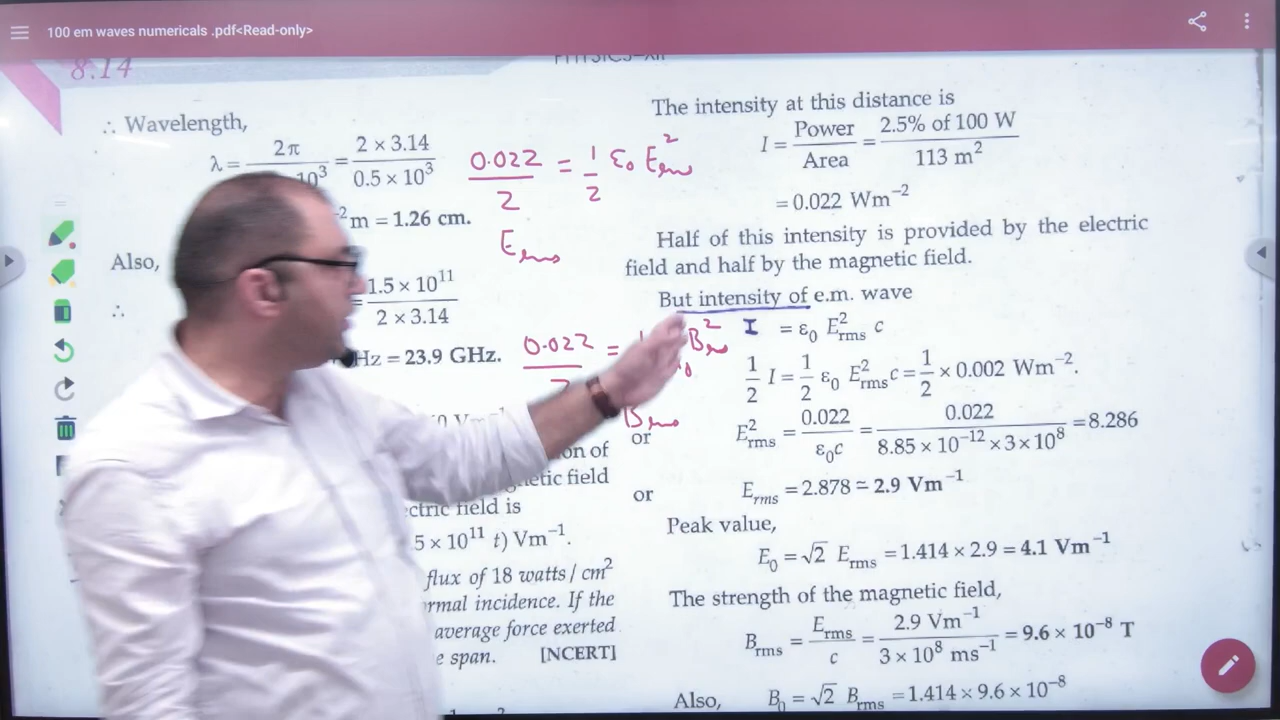 100 em waves numericals .pdf<Read-only>
8.14
∴ Wavelength,
λ = 2π / 10³ = 2 × 3.14 / 0.5 × 10³
⁻² m = 1.26 cm.
Also,
= 1.5 × 10¹¹ / 2 × 3.14
∴ Hz = 23.9 GHz.
on of
netic field
ctric field is
5 × 10¹¹ t) Vm⁻¹.
flux of 18 watts / cm²
rmal incidence. If the
average force exerted
e span. [NCERT]
0.022 / 2 = 1/2 ε₀ E²rms
Erms
0.022 / 2 = B²
Brms
The intensity at this distance is
I = Power / Area = 2.5% of 100 W / 113 m²
= 0.022 Wm⁻²
Half of this intensity is provided by the electric
field and half by the magnetic field.
But intensity of e.m. wave
I = ε₀ E²rms c
1/2 I = 1/2 ε₀ E²rms c = 1/2 × 0.002 Wm⁻².
or E²rms = 0.022 / ε₀c = 0.022 / 8.85 × 10⁻¹² × 3 × 10⁸ = 8.286
or Erms = 2.878 ≃ 2.9 Vm⁻¹
Peak value,
E₀ = √2 Erms = 1.414 × 2.9 = 4.1 Vm⁻¹
The strength of the magnetic field,
Brms = Erms / c = 2.9 Vm⁻¹ / 3 × 10⁸ ms⁻¹ = 9.6 × 10⁻⁸ T
Also, B₀ = √2 Brms = 1.414 × 9.6 × 10⁻⁸